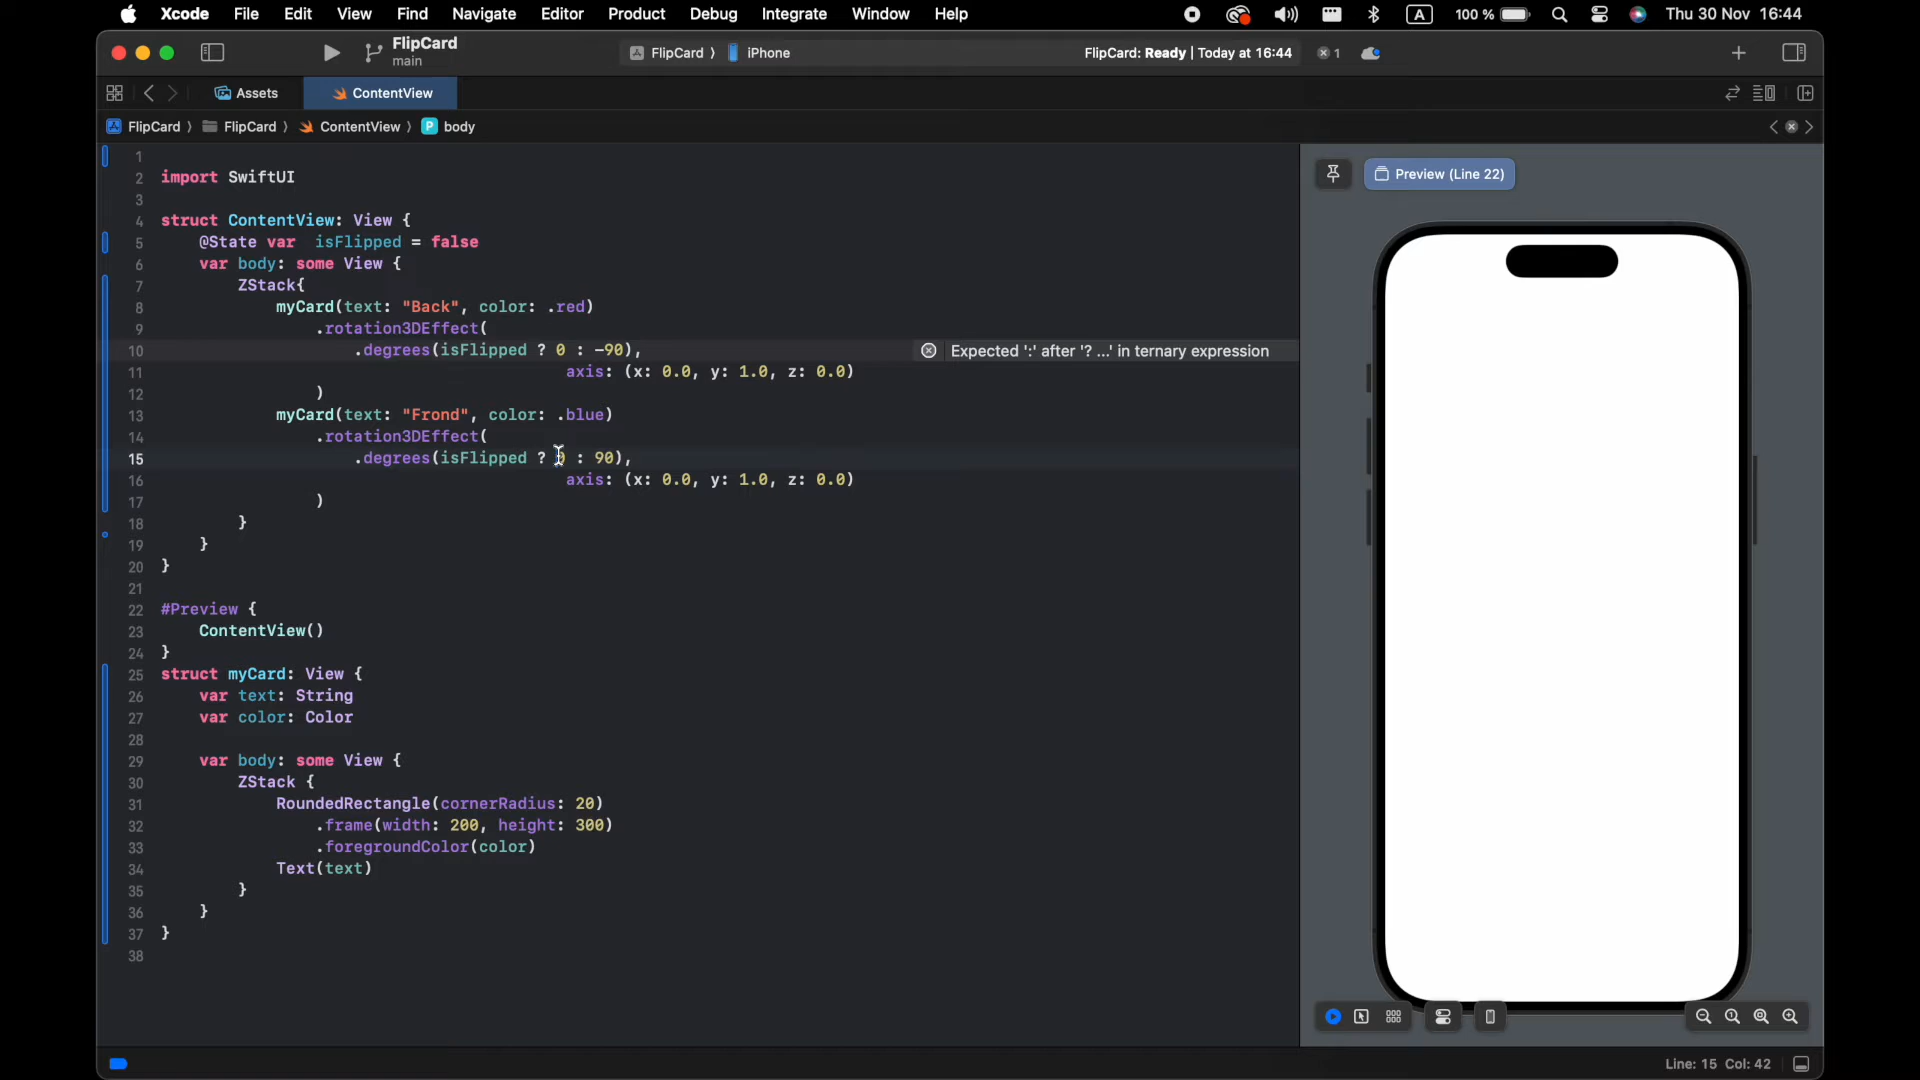 Xcode File Edit View Find Navigate Editor Product Debug Integrate Window Help A 100 % Thu 30 Nov 16:44
FlipCard
main
FlipCard ⟩ iPhone
FlipCard: Ready | Today at 16:44
1
Assets
ContentView
FlipCard ⟩ FlipCard ⟩ ContentView ⟩ P body
1
2 import SwiftUI
3
4 struct ContentView: View {
5     @State var  isFlipped = false
6     var body: some View {
7         ZStack{
8             myCard(text: "Back", color: .red)
9                 .rotation3DEffect(
10                     .degrees(isFlipped ? 0 : -90), Expected ':' after '? ...' in ternary expression
11                                           axis: (x: 0.0, y: 1.0, z: 0.0)
12                 )
13             myCard(text: "Frond", color: .blue)
14                 .rotation3DEffect(
15                     .degrees(isFlipped ? 0 : 90),
16                                           axis: (x: 0.0, y: 1.0, z: 0.0)
17                 )
18         }
19     }
20 }
21
22 #Preview {
23     ContentView()
24 }
25 struct myCard: View {
26     var text: String
27     var color: Color
28
29     var body: some View {
30         ZStack {
31             RoundedRectangle(cornerRadius: 20)
32                 .frame(width: 200, height: 300)
33                 .foregroundColor(color)
34             Text(text)
35         }
36     }
37 }
38
Preview (Line 22)
Line: 15 Col: 42